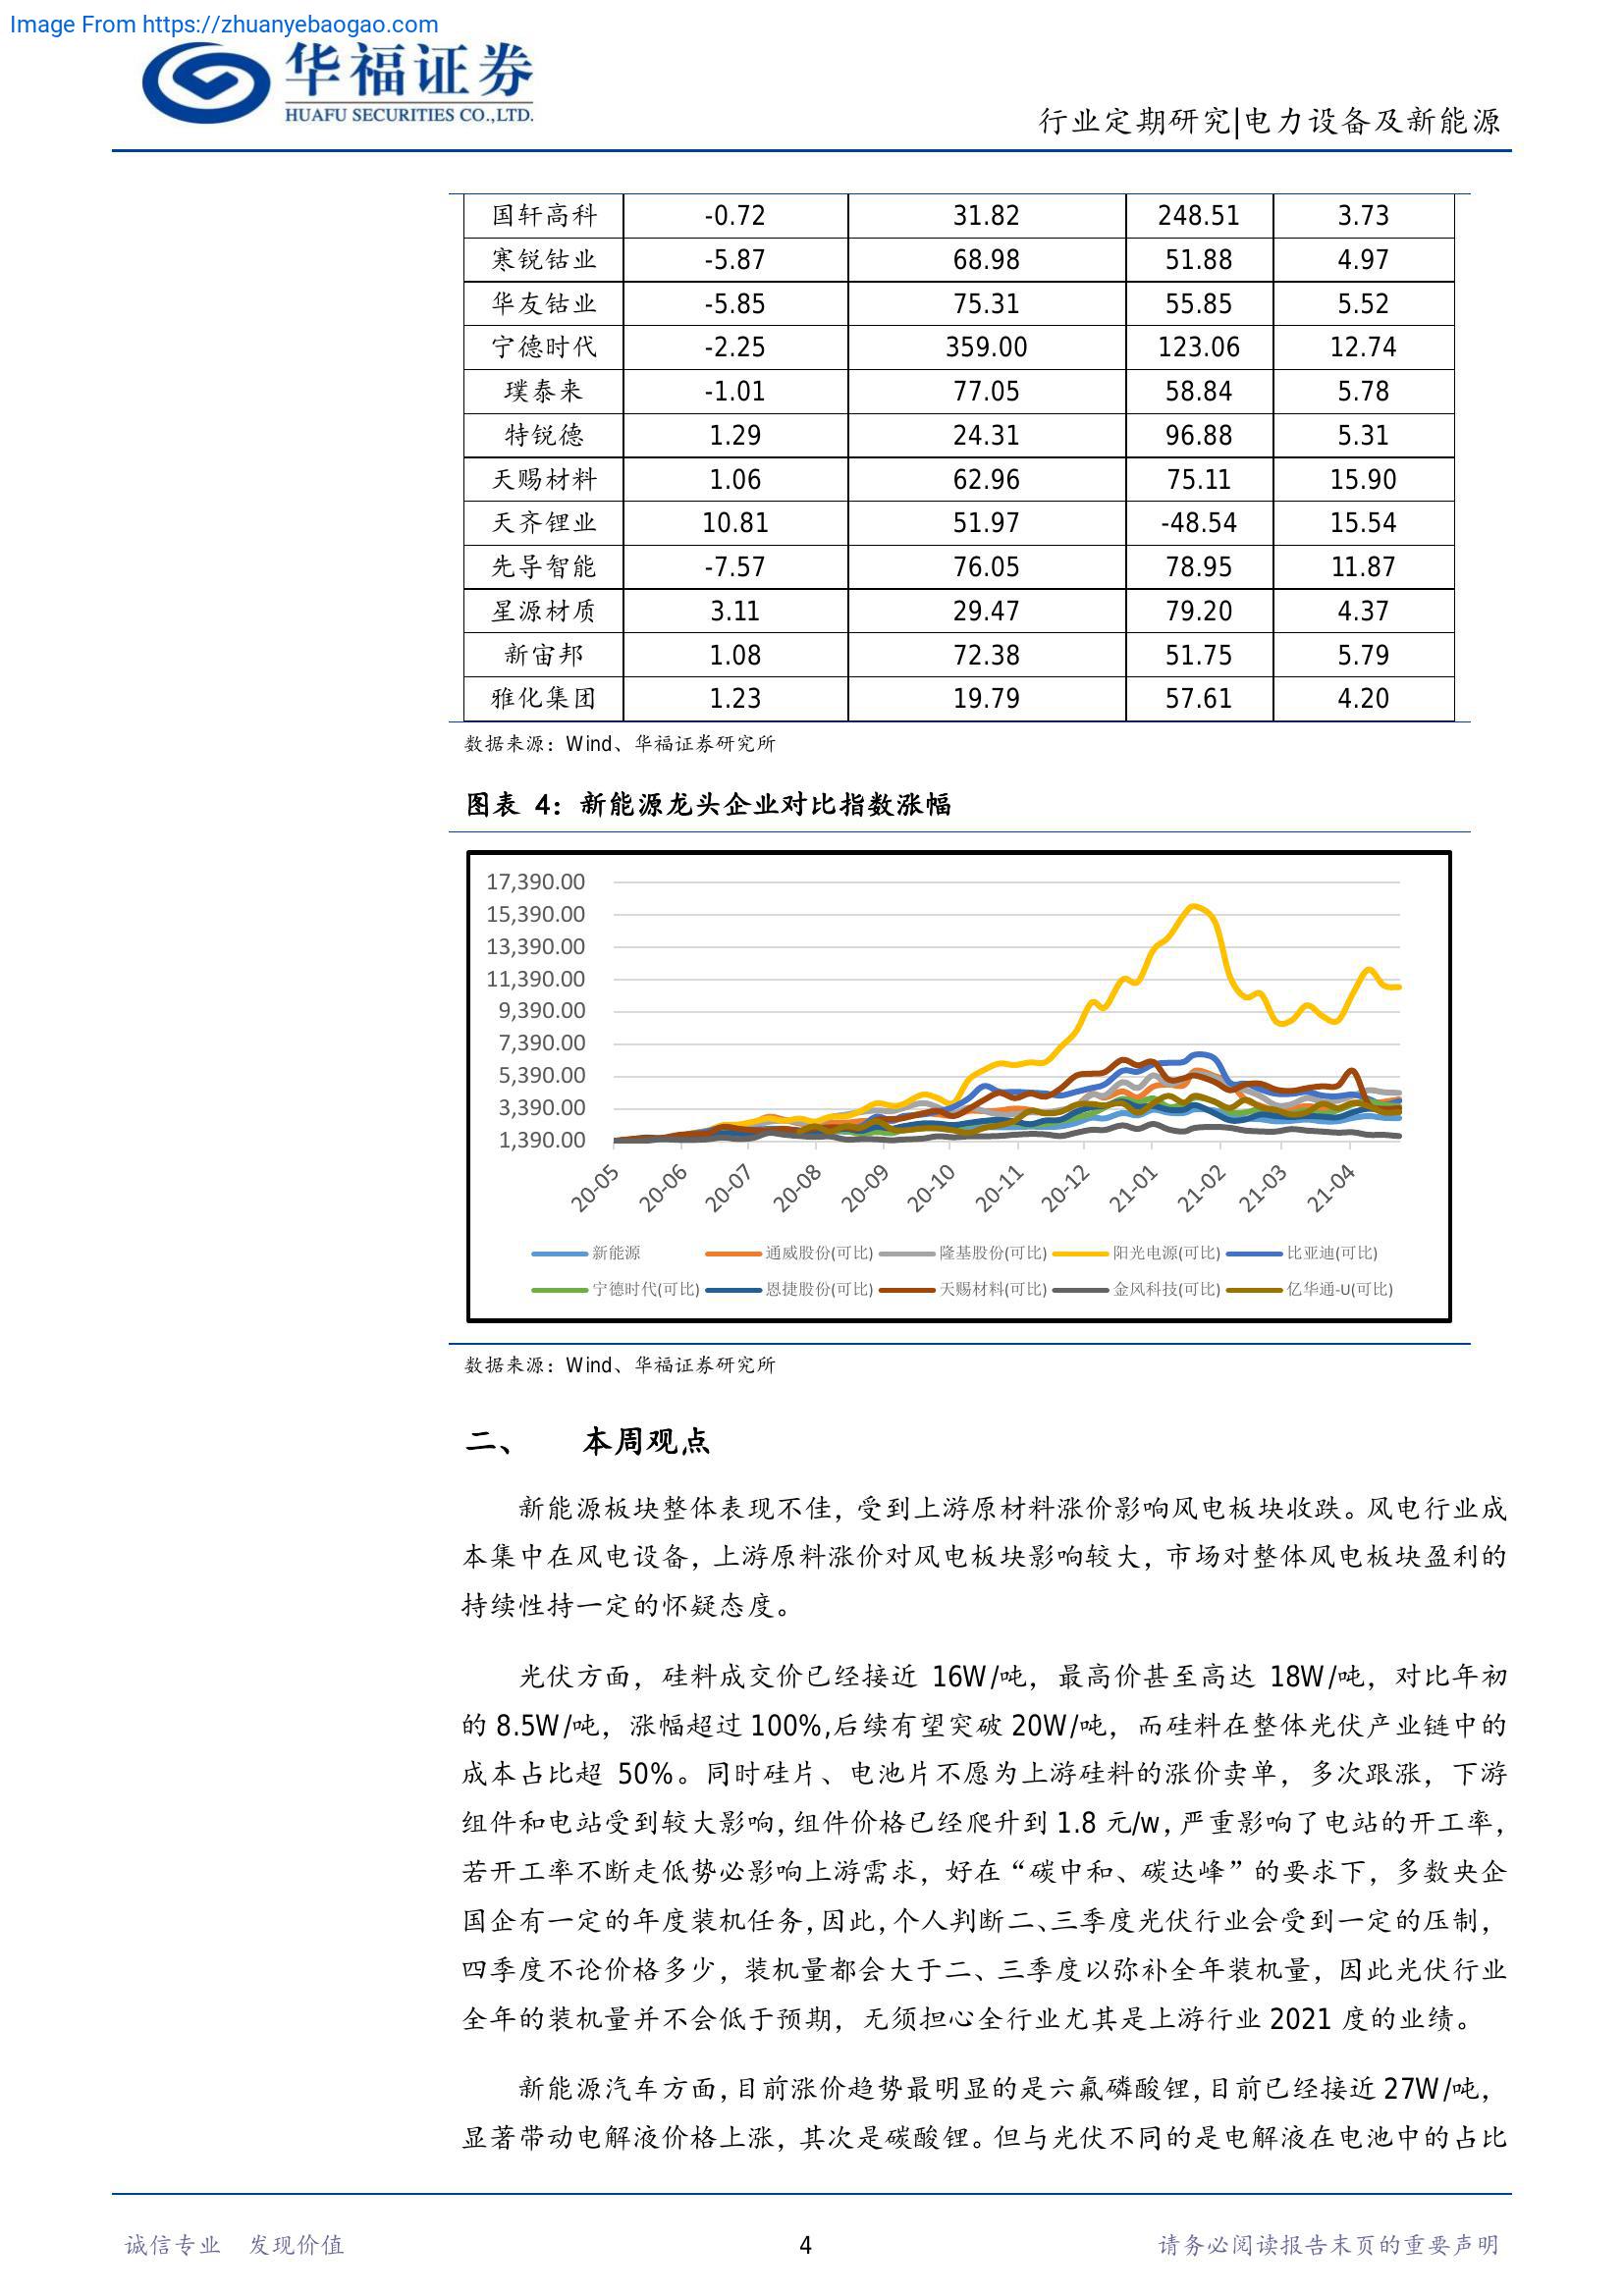 Image From https://zhuanyebaogao.com
华福证券
HUAFU SECURITIES CO.,LTD.
行业定期研究|电力设备及新能源
国轩高科 -0.72 31.82 248.51 3.73
寒锐钴业 -5.87 68.98 51.88 4.97
华友钴业 -5.85 75.31 55.85 5.52
宁德时代 -2.25 359.00 123.06 12.74
璞泰来 -1.01 77.05 58.84 5.78
特锐德 1.29 24.31 96.88 5.31
天赐材料 1.06 62.96 75.11 15.90
天齐锂业 10.81 51.97 -48.54 15.54
先导智能 -7.57 76.05 78.95 11.87
星源材质 3.11 29.47 79.20 4.37
新宙邦 1.08 72.38 51.75 5.79
雅化集团 1.23 19.79 57.61 4.20
数据来源：Wind、华福证券研究所
图表 4：新能源龙头企业对比指数涨幅
17,390.00
15,390.00
13,390.00
11,390.00
9,390.00
7,390.00
5,390.00
3,390.00
1,390.00
20-05 20-06 20-07 20-08 20-09 20-10 20-11 20-12 21-01 21-02 21-03 21-04
新能源 通威股份(可比) 隆基股份(可比) 阳光电源(可比) 比亚迪(可比)
宁德时代(可比) 恩捷股份(可比) 天赐材料(可比) 金风科技(可比) 亿华通-U(可比)
数据来源：Wind、华福证券研究所
二、 本周观点
新能源板块整体表现不佳，受到上游原材料涨价影响风电板块收跌。风电行业成
本集中在风电设备，上游原料涨价对风电板块影响较大，市场对整体风电板块盈利的
持续性持一定的怀疑态度。
光伏方面，硅料成交价已经接近 16W/吨，最高价甚至高达 18W/吨，对比年初
的 8.5W/吨，涨幅超过 100%,后续有望突破 20W/吨，而硅料在整体光伏产业链中的
成本占比超 50%。同时硅片、电池片不愿为上游硅料的涨价卖单，多次跟涨，下游
组件和电站受到较大影响，组件价格已经爬升到 1.8 元/w，严重影响了电站的开工率，
若开工率不断走低势必影响上游需求，好在“碳中和、碳达峰”的要求下，多数央企
国企有一定的年度装机任务，因此，个人判断二、三季度光伏行业会受到一定的压制，
四季度不论价格多少，装机量都会大于二、三季度以弥补全年装机量，因此光伏行业
全年的装机量并不会低于预期，无须担心全行业尤其是上游行业 2021 度的业绩。
新能源汽车方面，目前涨价趋势最明显的是六氟磷酸锂，目前已经接近 27W/吨，
显著带动电解液价格上涨，其次是碳酸锂。但与光伏不同的是电解液在电池中的占比
诚信专业 发现价值 4 请务必阅读报告末页的重要声明